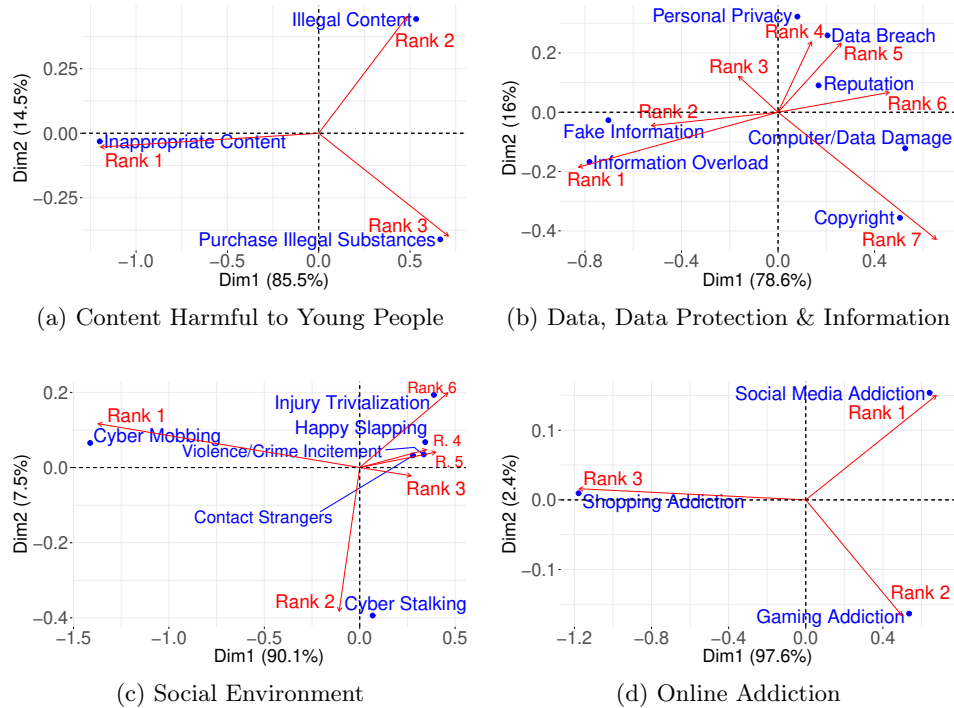 Illegal Content
Rank 2
0.25
Dim2 (14.5%)
0.00
Inappropriate Content
Rank 1
−0.25
Rank 3
Purchase Illegal Substances
−1.0
−0.5
0.0
0.5
Dim1 (85.5%)
(a) Content Harmful to Young People
Personal Privacy
Rank 4
Data Breach
Rank 5
0.2
Rank 3
Reputation
Rank 6
Dim2 (16%)
0.0
Rank 2
Fake Information
Computer/Data Damage
Information Overload
Rank 1
−0.2
Copyright
Rank 7
−0.4
−0.8
−0.4
0.0
0.4
Dim1 (78.6%)
(b) Data, Data Protection & Information
0.2
Rank 6
Injury Trivialization
Rank 1
Happy Slapping
Cyber Mobbing
R. 4
Violence/Crime Incitement
R. 5
0.0
Rank 3
Dim2 (7.5%)
Contact Strangers
−0.2
Rank 2
Cyber Stalking
−0.4
−1.5
−1.0
−0.5
0.0
0.5
Dim1 (90.1%)
(c) Social Environment
Social Media Addiction
Rank 1
0.1
Rank 3
Shopping Addiction
0.0
Dim2 (2.4%)
−0.1
Rank 2
Gaming Addiction
−1.2
−0.8
−0.4
0.0
0.4
Dim1 (97.6%)
(d) Online Addiction